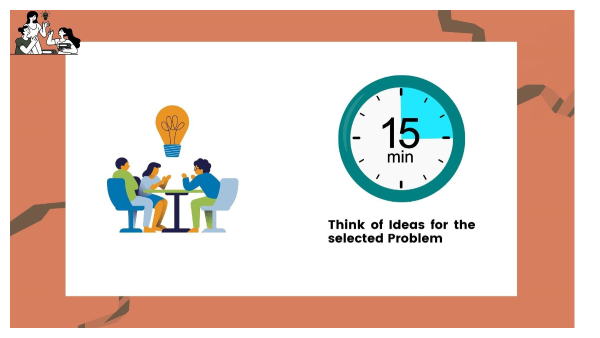 15
min
Think of Ideas for the
selected Problem